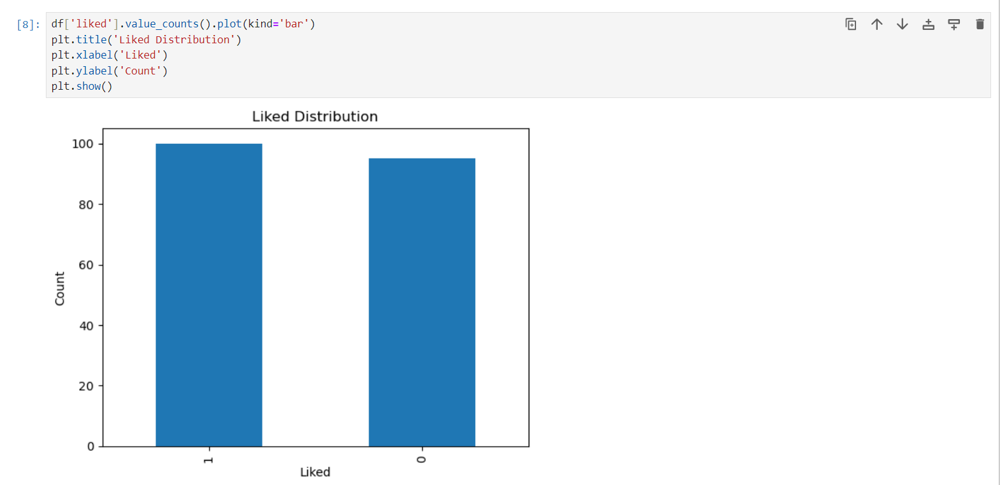 [8]: df['liked'].value_counts().plot(kind='bar')
plt.title('Liked Distribution')
plt.xlabel('Liked')
plt.ylabel('Count')
plt.show()
Liked Distribution
100
80
60
40
20
0
Count
1
0
Liked